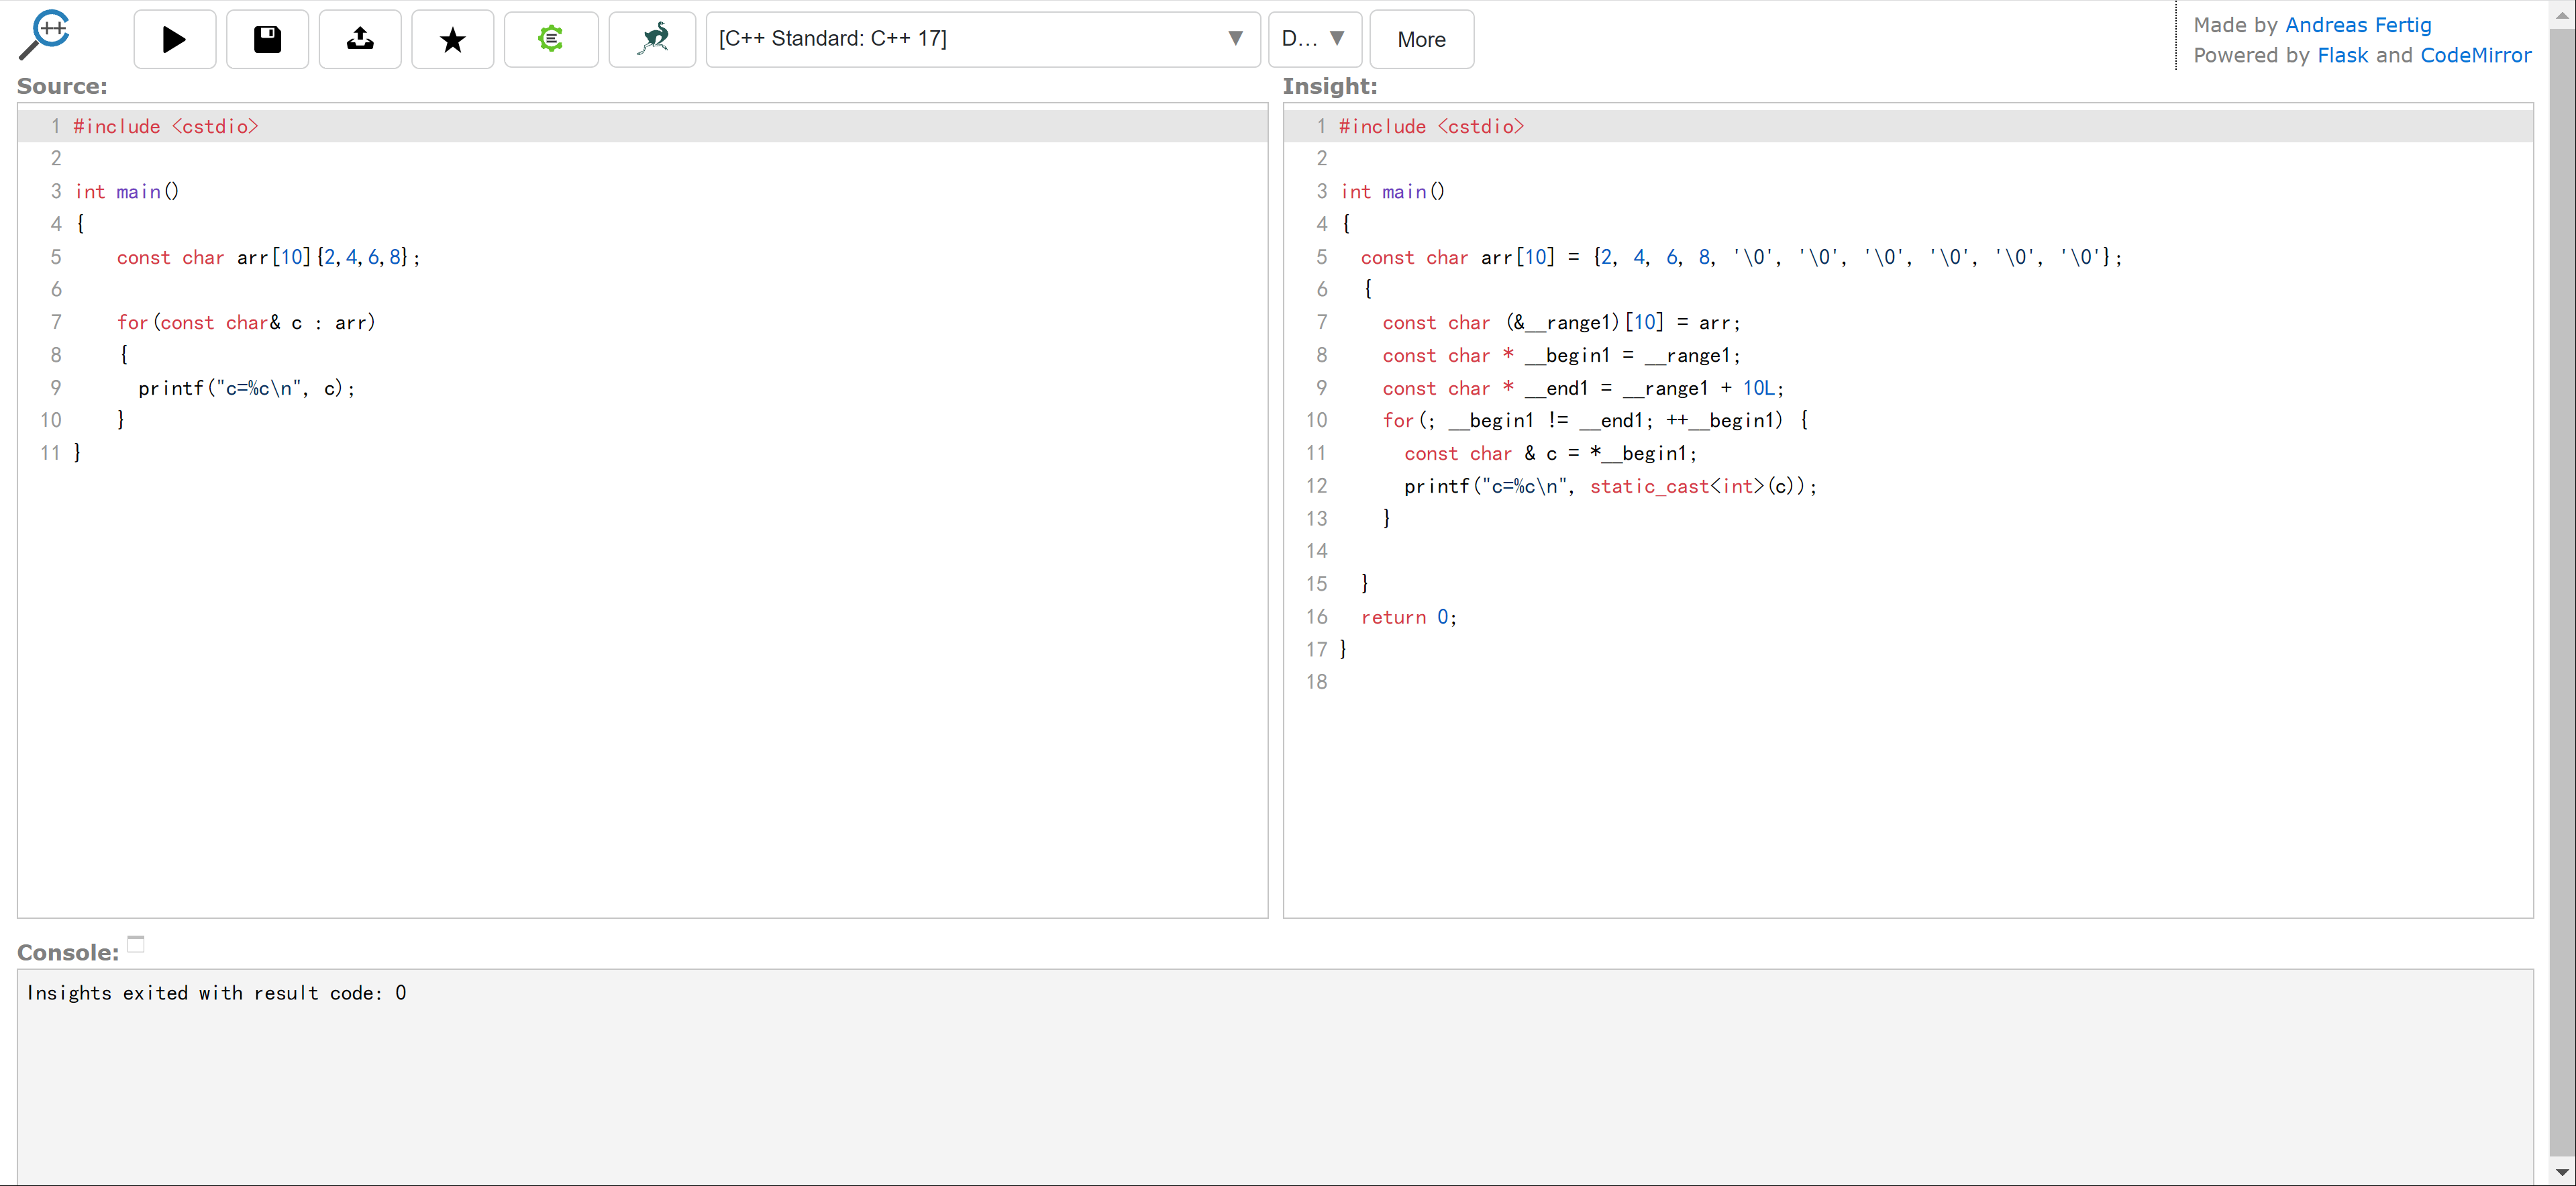 ++
[C++ Standard: C++ 17]
D...
More
Made by Andreas Fertig
Powered by Flask and CodeMirror
Source:
1 #include <cstdio>
2
3 int main()
4 {
5     const char arr[10]{2,4,6,8};
6
7     for(const char& c : arr)
8     {
9       printf("c=%c\n", c);
10     }
11 }
Insight:
1 #include <cstdio>
2
3 int main()
4 {
5   const char arr[10] = {2, 4, 6, 8, '\0', '\0', '\0', '\0', '\0', '\0'};
6   {
7     const char (&__range1)[10] = arr;
8     const char * __begin1 = __range1;
9     const char * __end1 = __range1 + 10L;
10     for(; __begin1 != __end1; ++__begin1) {
11       const char & c = *__begin1;
12       printf("c=%c\n", static_cast<int>(c));
13     }
14
15   }
16   return 0;
17 }
18
Console:
Insights exited with result code: 0